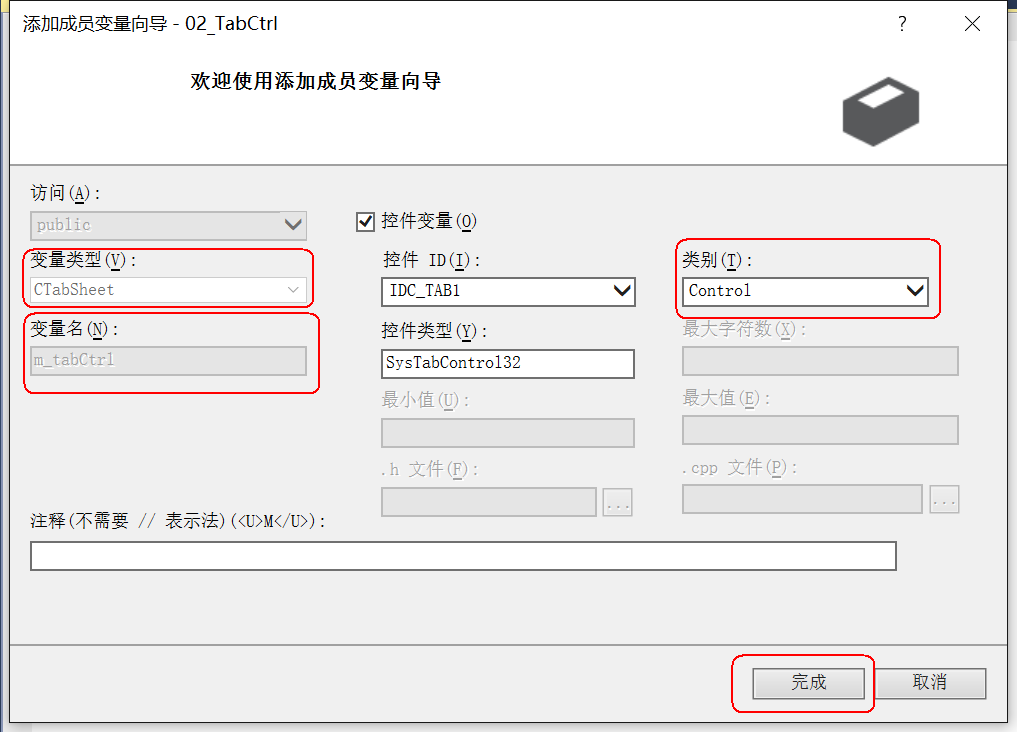 添加成员变量向导 - 02_TabCtrl
?
欢迎使用添加成员变量向导
访问(A):
public
控件变量(O)
变量类型(V):
控件 ID(I):
类别(T):
CTabSheet
IDC_TAB1
Control
变量名(N):
控件类型(Y):
最大字符数(X):
m_tabCtrl
SysTabControl32
最小值(U):
最大值(E):
.h 文件(F):
.cpp 文件(P):
...
...
注释(不需要 // 表示法)(<U>M</U>):
完成
取消